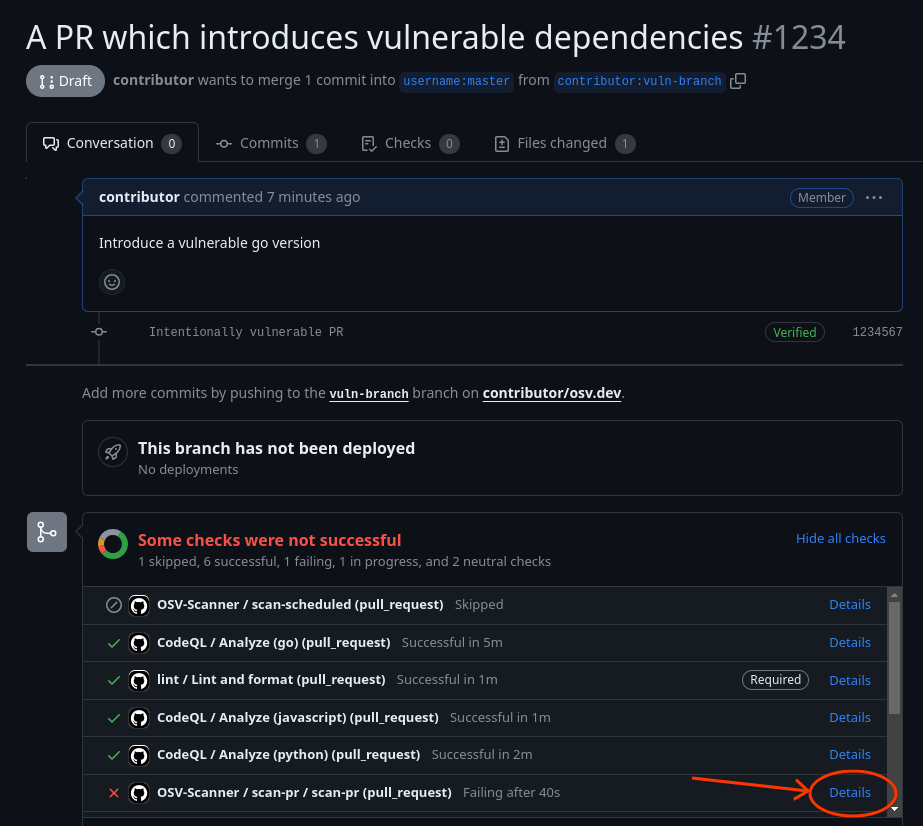 A PR which introduces vulnerable dependencies #1234
Draft contributor wants to merge 1 commit into username:master from contributor:vuln-branch
Conversation 0 Commits 1 Checks 0 Files changed 1
contributor commented 7 minutes ago Member ...
Introduce a vulnerable go version
Intentionally vulnerable PR Verified 1234567
Add more commits by pushing to the vuln-branch branch on contributor/osv.dev.
This branch has not been deployed
No deployments
Some checks were not successful Hide all checks
1 skipped, 6 successful, 1 failing, 1 in progress, and 2 neutral checks
OSV-Scanner / scan-scheduled (pull_request) Skipped Details
CodeQL / Analyze (go) (pull_request) Successful in 5m Details
lint / Lint and format (pull_request) Successful in 1m Required Details
CodeQL / Analyze (javascript) (pull_request) Successful in 1m Details
CodeQL / Analyze (python) (pull_request) Successful in 2m Details
OSV-Scanner / scan-pr / scan-pr (pull_request) Failing after 40s Details